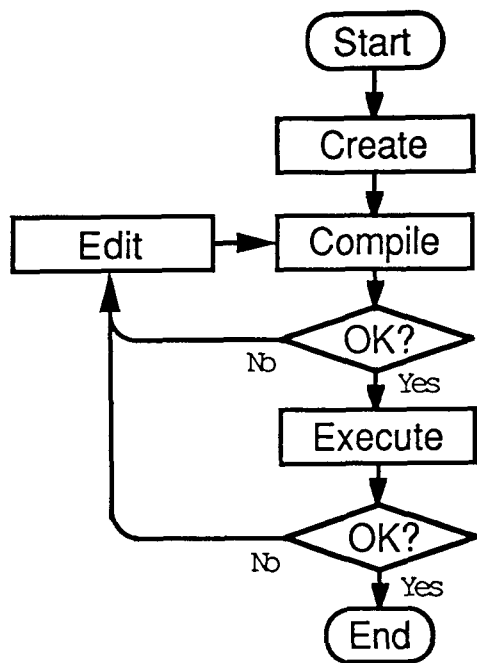 Start
Create
Edit
Compile
OK?
No
Yes
Execute
OK?
No
Yes
End